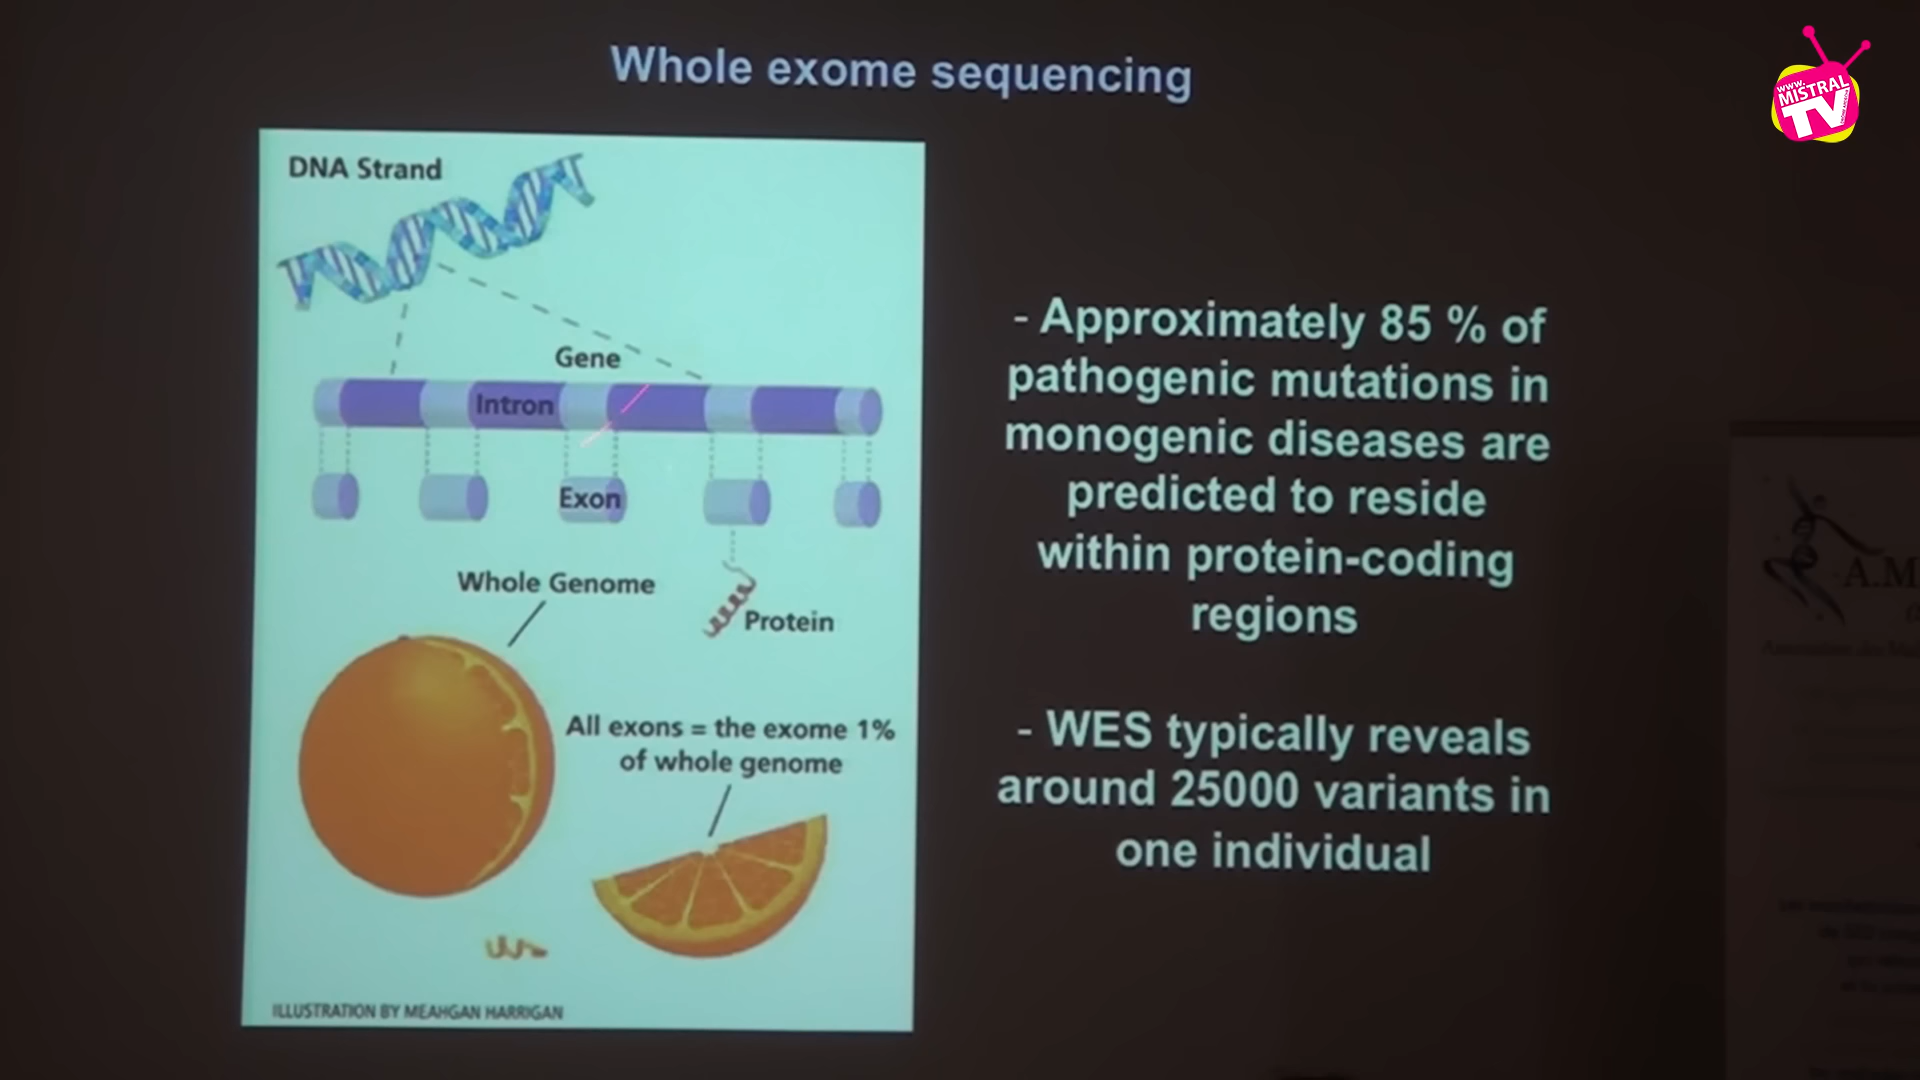 Whole exome sequencing
www.
MISTRAL
TV
DNA Strand
Gene
Intron
Exon
Whole Genome
Protein
All exons = the exome 1%
of whole genome
ILLUSTRATION BY MEAHGAN HARRIGAN
- Approximately 85 % of
pathogenic mutations in
monogenic diseases are
predicted to reside
within protein-coding
regions
- WES typically reveals
around 25000 variants in
one individual
A.M